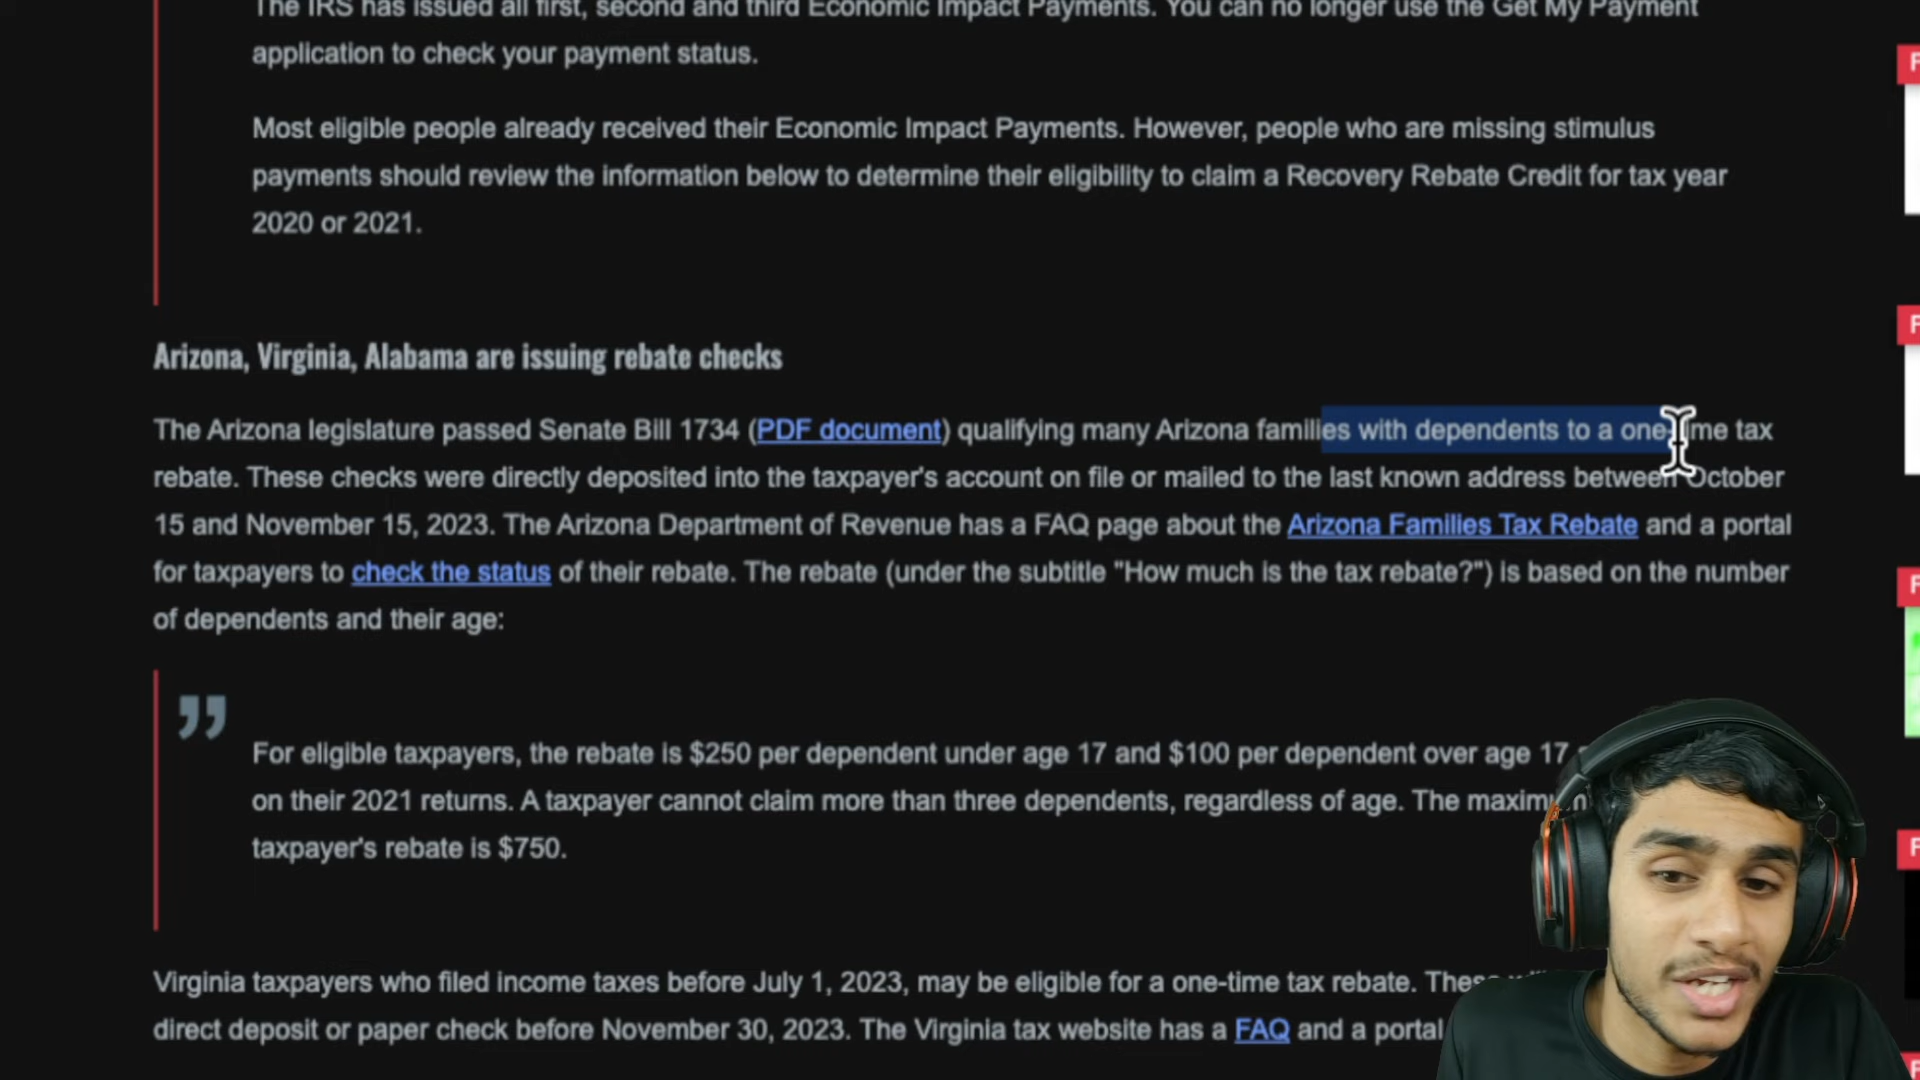 The IRS has issued all first, second and third Economic Impact Payments. You can no longer use the Get My Payment
application to check your payment status.
Most eligible people already received their Economic Impact Payments. However, people who are missing stimulus
payments should review the information below to determine their eligibility to claim a Recovery Rebate Credit for tax year
2020 or 2021.
Arizona, Virginia, Alabama are issuing rebate checks
The Arizona legislature passed Senate Bill 1734 (PDF document) qualifying many Arizona families with dependents to a one-time tax
rebate. These checks were directly deposited into the taxpayer's account on file or mailed to the last known address between October
15 and November 15, 2023. The Arizona Department of Revenue has a FAQ page about the Arizona Families Tax Rebate and a portal
for taxpayers to check the status of their rebate. The rebate (under the subtitle "How much is the tax rebate?") is based on the number
of dependents and their age:
For eligible taxpayers, the rebate is $250 per dependent under age 17 and $100 per dependent over age 17
on their 2021 returns. A taxpayer cannot claim more than three dependents, regardless of age. The maximum
taxpayer's rebate is $750.
Virginia taxpayers who filed income taxes before July 1, 2023, may be eligible for a one-time tax rebate. These
direct deposit or paper check before November 30, 2023. The Virginia tax website has a FAQ and a portal